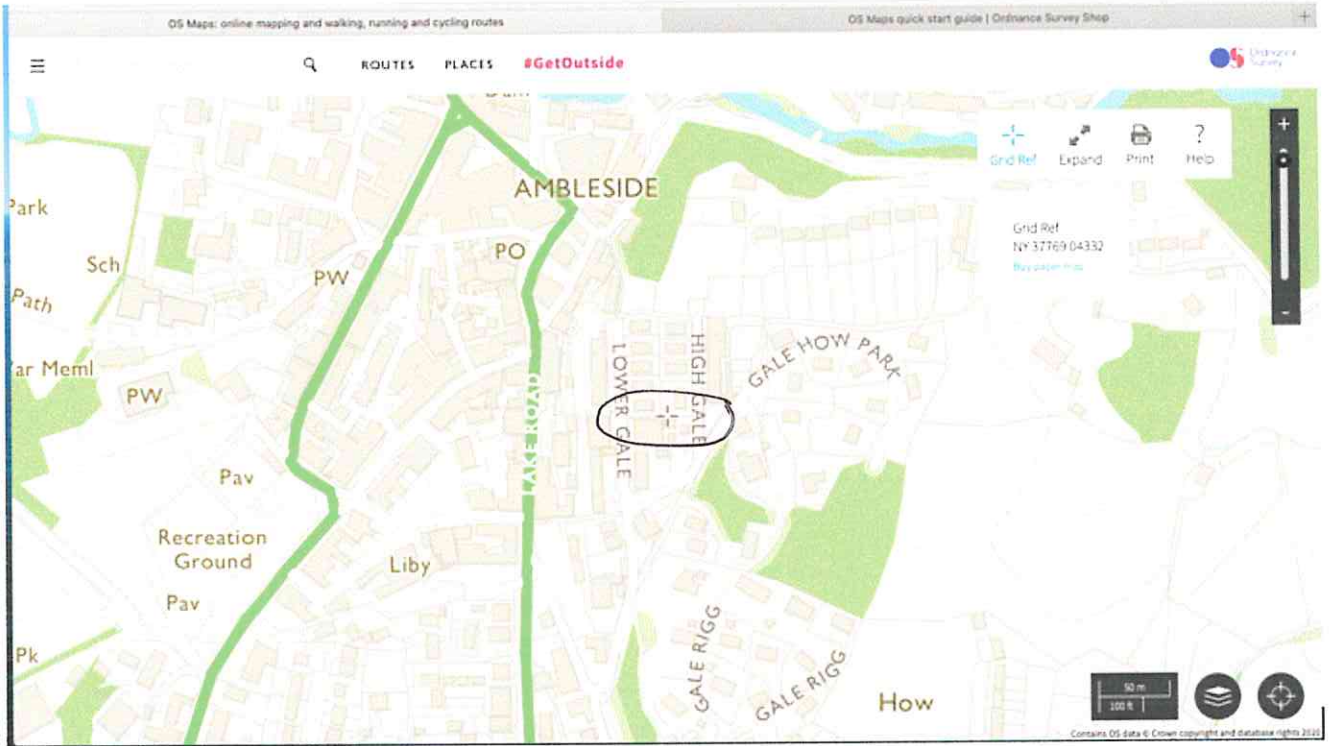 OS Maps: online mapping and walking, running and cycling routes
OS Maps quick start guide | Ordnance Survey Shop
+
ROUTES PLACES #GetOutside
OS Ordnance Survey
Grid Ref Expand Print Help
+
AMBLESIDE
Park
PO
Grid Ref
NY 37769 04332
Buy paper map
Sch
PW
Path
LOWER GALE
HIGH GALE
GALE HOW PARK
ar Meml
PW
LAKE ROAD
Pav
Recreation
Ground
Liby
Pav
GALE RIGG
GALE RIGG
Pk
How
50 m
100 ft
Contains OS data © Crown copyright and database rights 2020